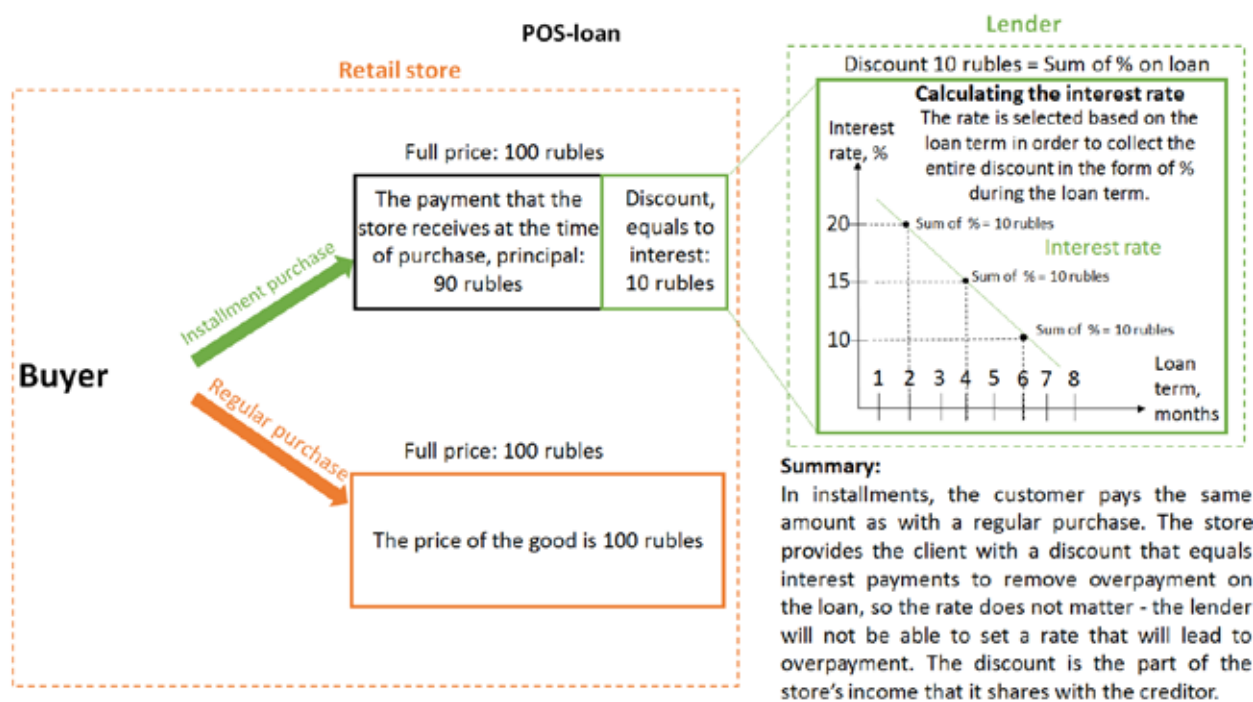 POS-loan
Retail store
Full price: 100 rubles
The payment that the
store receives at the time
of purchase, principal:
90 rubles
Discount,
equals to
interest:
10 rubles
Installment purchase
Buyer
Regular purchase
Full price: 100 rubles
The price of the good is 100 rubles
Lender
Discount 10 rubles = Sum of % on loan
Calculating the interest rate
The rate is selected based on the
loan term in order to collect the
entire discount in the form of %
during the loan term.
Interest
rate, %
20
Sum of % = 10 rubles
Interest rate
15
Sum of % = 10 rubles
10
Sum of % = 10 rubles
1 2 3 4 5 6 7 8
Loan
term,
months
Summary:
In installments, the customer pays the same
amount as with a regular purchase. The store
provides the client with a discount that equals
interest payments to remove overpayment on
the loan, so the rate does not matter - the lender
will not be able to set a rate that will lead to
overpayment. The discount is the part of the
store's income that it shares with the creditor.